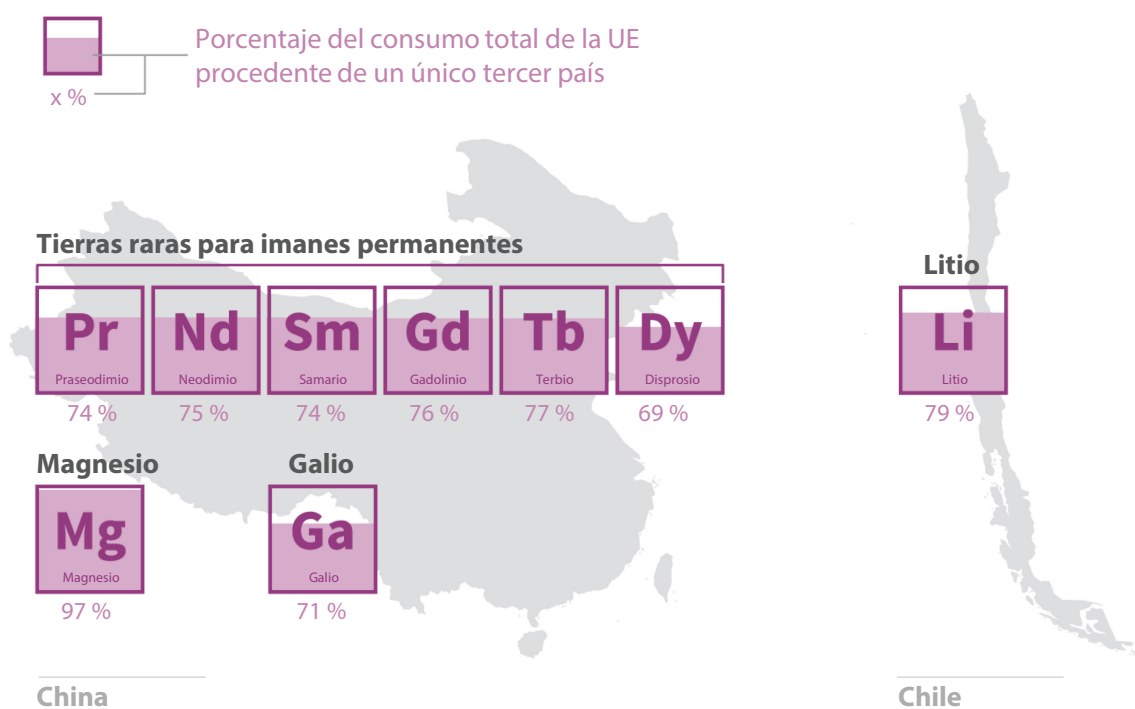 Porcentaje del consumo total de la UE
procedente de un único tercer país
x %
Tierras raras para imanes permanentes
Pr
Praseodimio
74 %
Nd
Neodimio
75 %
Sm
Samario
74 %
Gd
Gadolinio
76 %
Tb
Terbio
77 %
Dy
Disprosio
69 %
Litio
Li
Litio
79 %
Magnesio
Mg
Magnesio
97 %
Galio
Ga
Galio
71 %
China
Chile